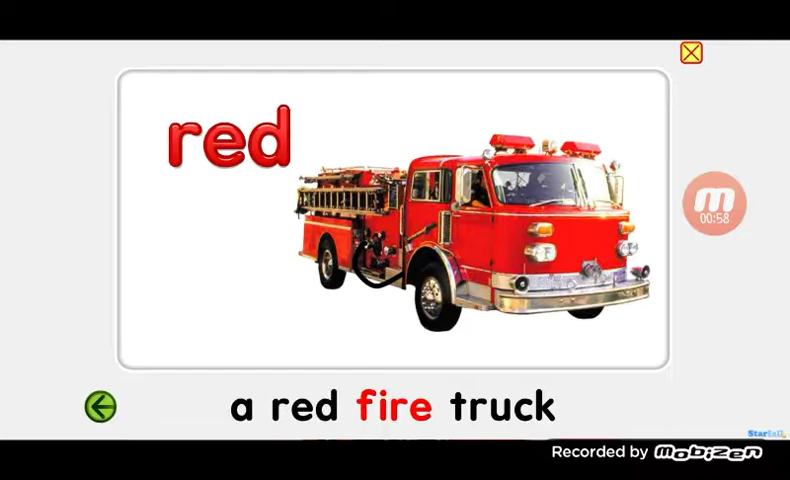 red
00:58
a red fire truck
Starfall
Recorded by mobizen